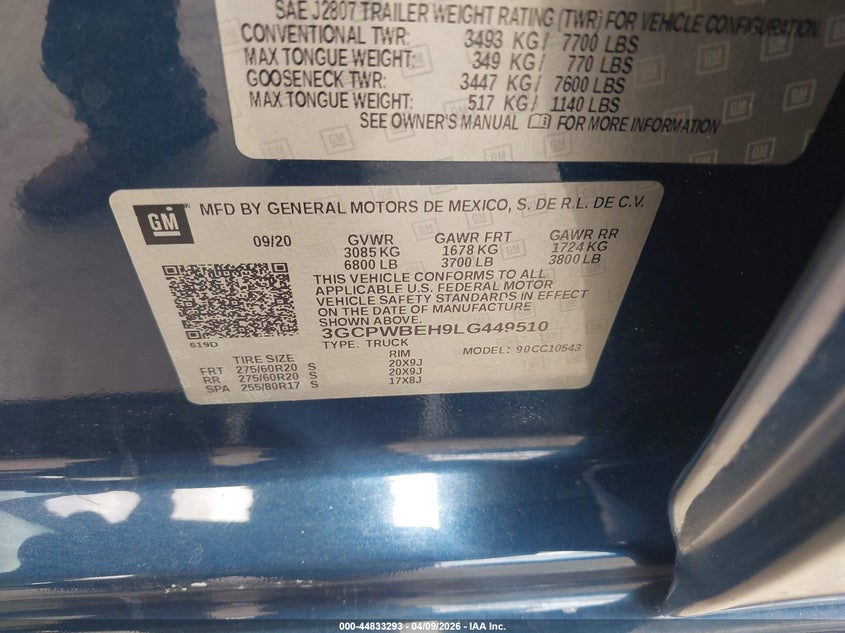 SAE J2807 TRAILER WEIGHT RATING (TWR) FOR VEHICLE CONFIGURATION.
CONVENTIONAL TWR: 3493 KG/ 7700 LBS
MAX TONGUE WEIGHT: 349 KG/ 770 LBS
GOOSENECK TWR: 3447 KG/ 7600 LBS
MAX TONGUE WEIGHT: 517 KG/ 1140 LBS
SEE OWNER'S MANUAL FOR MORE INFORMATION
GM MFD BY GENERAL MOTORS DE MEXICO, S. DE R.L. DE C.V.
09/20 GVWR GAWR FRT GAWR RR
3085 KG 1678 KG 1724 KG
6800 LB 3700 LB 3800 LB
THIS VEHICLE CONFORMS TO ALL
APPLICABLE U.S. FEDERAL MOTOR
VEHICLE SAFETY STANDARDS IN EFFECT
ON THE DATE OF MANUFACTURE
SHOWN ABOVE.
3GCPWBEH9LG449510
619D
TYPE: TRUCK MODEL: 90CC10543
TIRE SIZE RIM
FRT 275/60R20 S 20X9J
RR 275/60R20 S 20X9J
SPA 255/80R17 S 17X8J
000-44833293 - 04/09/2026 - IAA Inc.